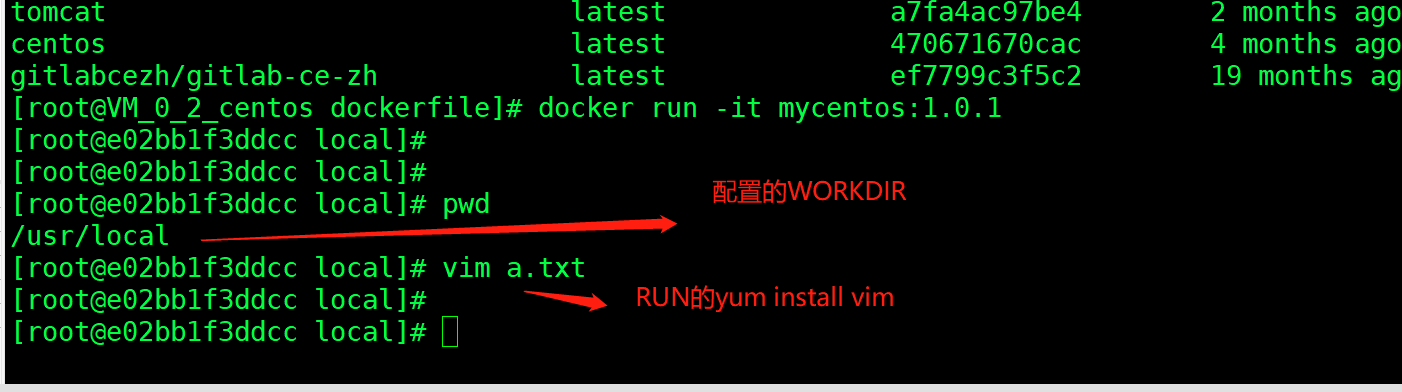 tomcat latest a7fa4ac97be4 2 months ago
centos latest 470671670cac 4 months ago
gitlabcezh/gitlab-ce-zh latest ef7799c3f5c2 19 months ag
[root@VM_0_2_centos dockerfile]# docker run -it mycentos:1.0.1
[root@e02bb1f3ddcc local]#
[root@e02bb1f3ddcc local]#
[root@e02bb1f3ddcc local]# pwd
配置的WORKDIR
/usr/local
[root@e02bb1f3ddcc local]# vim a.txt
[root@e02bb1f3ddcc local]#
RUN的yum install vim
[root@e02bb1f3ddcc local]#